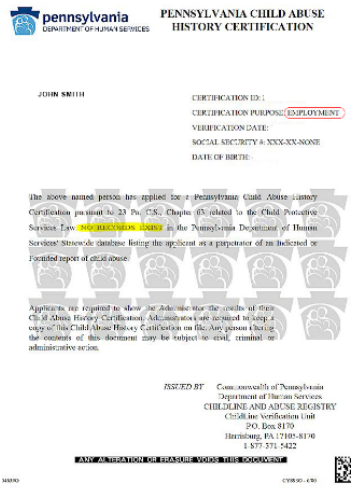 pennsylvania
DEPARTMENT OF HUMAN SERVICES
PENNSYLVANIA CHILD ABUSE
HISTORY CERTIFICATION
JOHN SMITH
CERTIFICATION ID:
CERTIFICATION PURPOSE: EMPLOYMENT
VERIFICATION DATE:
SOCIAL SECURITY #: XXX-XX-NONE
DATE OF BIRTH:
The above named person has applied for a Pennsylvania Child Abuse History
Certification pursuant to 23 Pa. C.S., Chapter 63 related to the Child Protective
Services Law. NO RECORDS EXIST in the Pennsylvania Department of Human
Services' Statewide database listing the applicant as a perpetrator of an Indicated or
Founded report of child abuse.
Applicants are required to show the Administrator the results of their
Child Abuse History Certification. Administrators are required to keep a
copy of this Child Abuse History Certification on file. Any person altering
the contents of this document may be subject to civil, criminal or
administrative action.
ISSUED BY Commonwealth of Pennsylvania
Department of Human Services
CHILDLINE AND ABUSE REGISTRY
ChildLine Verification Unit
P.O. Box 8170
Harrisburg, PA 17105-8170
1-877-371-5422
ANY ALTERATION OR ERASURE VOIDS THIS DOCUMENT